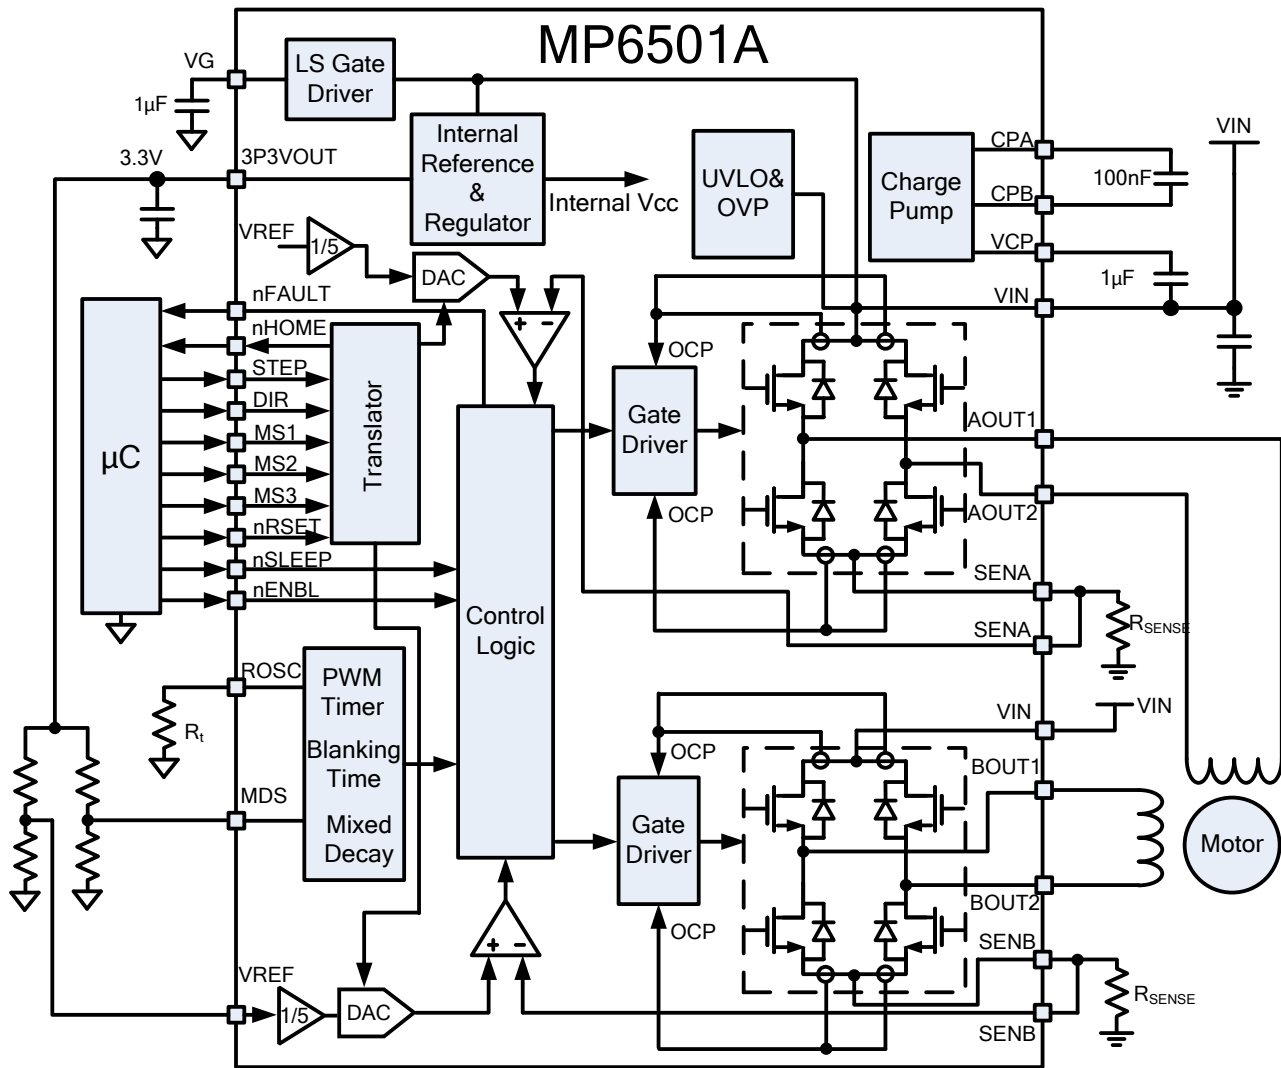 MP6501A
VG
LS Gate
Driver
1µF
Internal
Reference
&
Regulator
3.3V
3P3VOUT
Internal Vcc
UVLO&
OVP
Charge
Pump
CPA
100nF
CPB
VCP
1µF
VIN
VIN
VREF
1/5
DAC
nFAULT
nHOME
STEP
DIR
MS1
MS2
MS3
nRSET
nSLEEP
nENBL
µC
Translator
+ -
Control
Logic
OCP
Gate
Driver
OCP
AOUT1
AOUT2
SENA
SENA
RSENSE
ROSC
Rt
PWM
Timer
Blanking
Time
Mixed
Decay
MDS
VIN
VIN
OCP
Gate
Driver
OCP
BOUT1
BOUT2
Motor
SENB
SENB
RSENSE
+ -
VREF
1/5
DAC